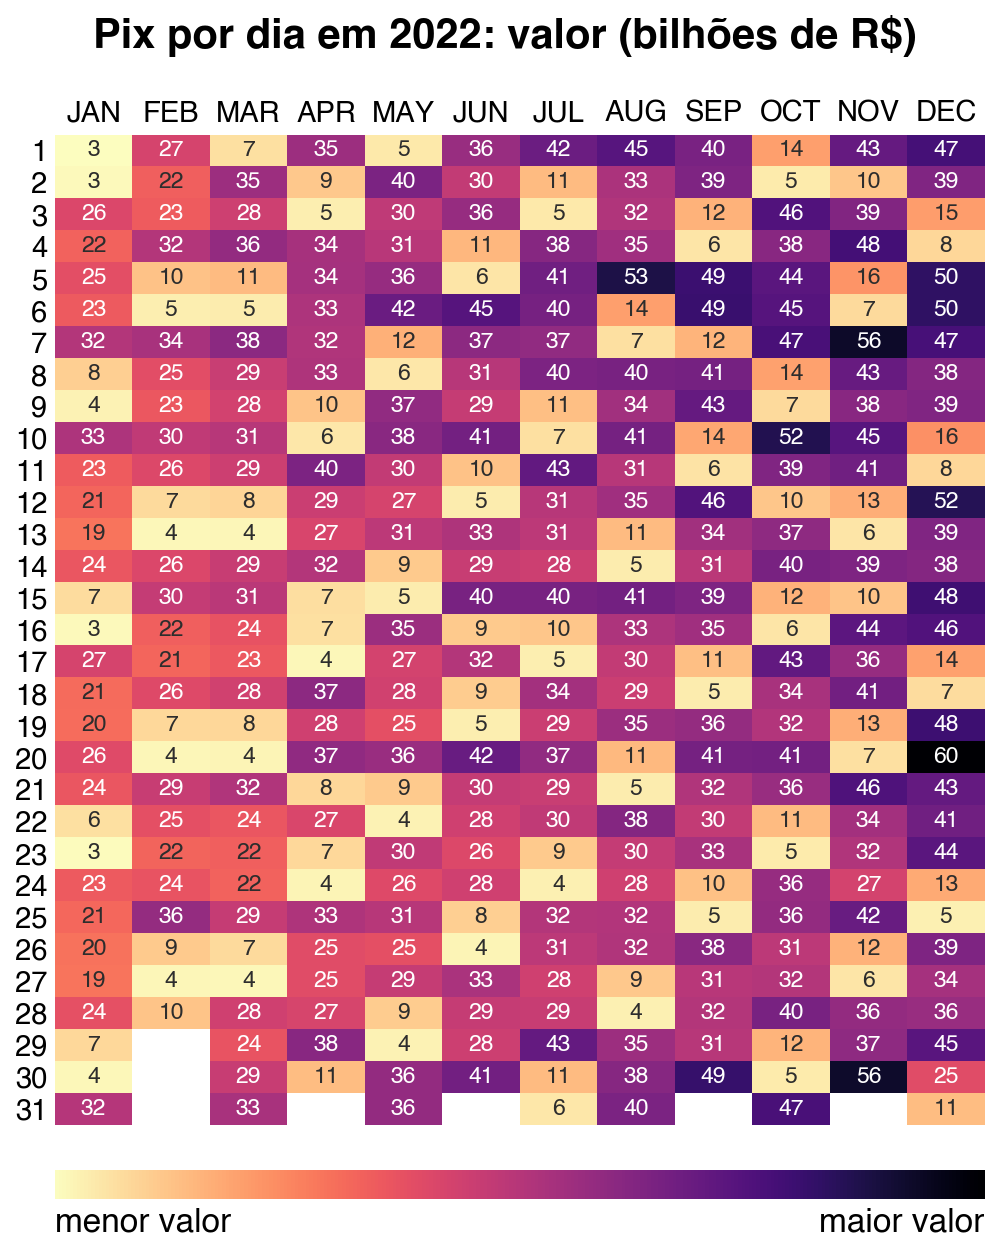 Pix por dia em 2022: valor (bilhões de R$)
JAN FEB MAR APR MAY JUN JUL AUG SEP OCT NOV DEC
1 3 27 7 35 5 36 42 45 40 14 43 47
2 3 22 35 9 40 30 11 33 39 5 10 39
3 26 23 28 5 30 36 5 32 12 46 39 15
4 22 32 36 34 31 11 38 35 6 38 48 8
5 25 10 11 34 36 6 41 53 49 44 16 50
6 23 5 5 33 42 45 40 14 49 45 7 50
7 32 34 38 32 12 37 37 7 12 47 56 47
8 8 25 29 33 6 31 40 40 41 14 43 38
9 4 23 28 10 37 29 11 34 43 7 38 39
10 33 30 31 6 38 41 7 41 14 52 45 16
11 23 26 29 40 30 10 43 31 6 39 41 8
12 21 7 8 29 27 5 31 35 46 10 13 52
13 19 4 4 27 31 33 31 11 34 37 6 39
14 24 26 29 32 9 29 28 5 31 40 39 38
15 7 30 31 7 5 40 40 41 39 12 10 48
16 3 22 24 7 35 9 10 33 35 6 44 46
17 27 21 23 4 27 32 5 30 11 43 36 14
18 21 26 28 37 28 9 34 29 5 34 41 7
19 20 7 8 28 25 5 29 35 36 32 13 48
20 26 4 4 37 36 42 37 11 41 41 7 60
21 24 29 32 8 9 30 29 5 32 36 46 43
22 6 25 24 27 4 28 30 38 30 11 34 41
23 3 22 22 7 30 26 9 30 33 5 32 44
24 23 24 22 4 26 28 4 28 10 36 27 13
25 21 36 29 33 31 8 32 32 5 36 42 5
26 20 9 7 25 25 4 31 32 38 31 12 39
27 19 4 4 25 29 33 28 9 31 32 6 34
28 24 10 28 27 9 29 29 4 32 40 36 36
29 7 24 38 4 28 43 35 31 12 37 45
30 4 29 11 36 41 11 38 49 5 56 25
31 32 33 36 6 40 47 11
menor valor maior valor